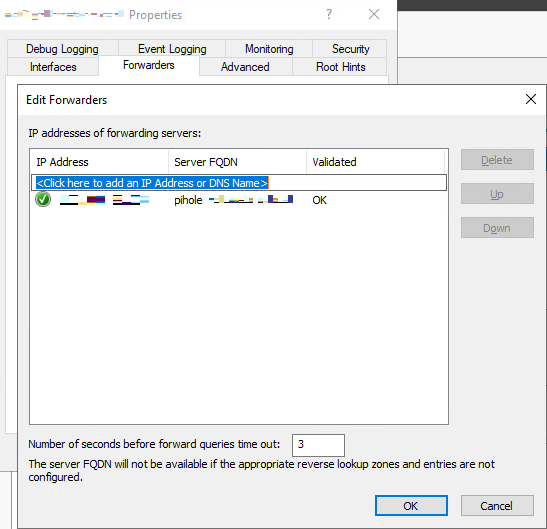 Properties
Debug Logging Event Logging Monitoring Security
Interfaces Forwarders Advanced Root Hints
Edit Forwarders
IP addresses of forwarding servers:
IP Address Server FQDN Validated
<Click here to add an IP Address or DNS Name>
pihole OK
Delete
Up
Down
Number of seconds before forward queries time out: 3
The server FQDN will not be available if the appropriate reverse lookup zones and entries are not
configured.
OK Cancel